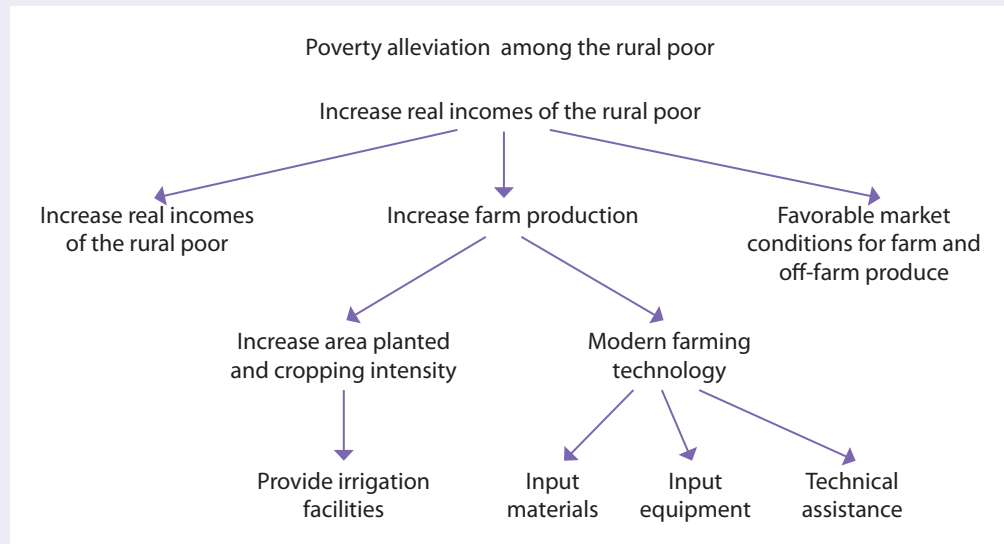 Poverty alleviation among the rural poor
Increase real incomes of the rural poor
Increase real incomes
of the rural poor
Increase farm production
Favorable market
conditions for farm and
off-farm produce
Increase area planted
and cropping intensity
Modern farming
technology
Provide irrigation
facilities
Input
materials
Input
equipment
Technical
assistance